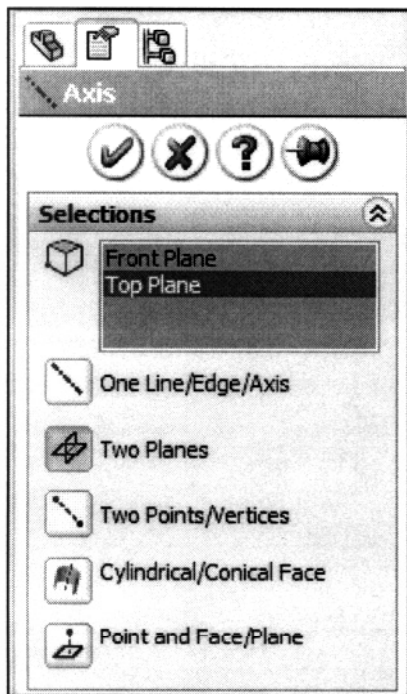 Axis
?
Selections
Front Plane
Top Plane
One Line/Edge/Axis
Two Planes
Two Points/Vertices
Cylindrical/Conical Face
Point and Face/Plane